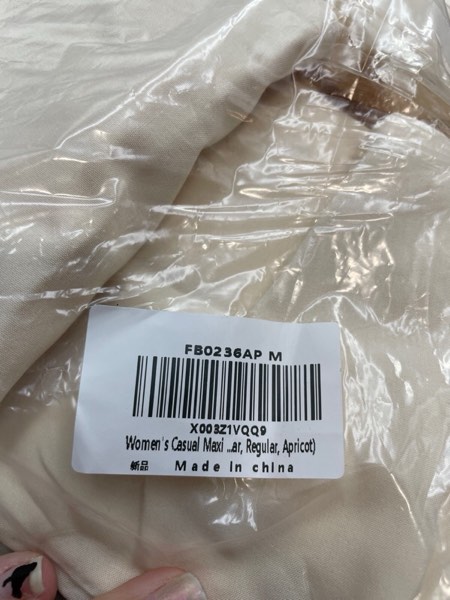 FB0236AP M
X003Z1VQQ9
Women's Casual Maxi ...ar, Regular, Apricot)
新品 Made in china